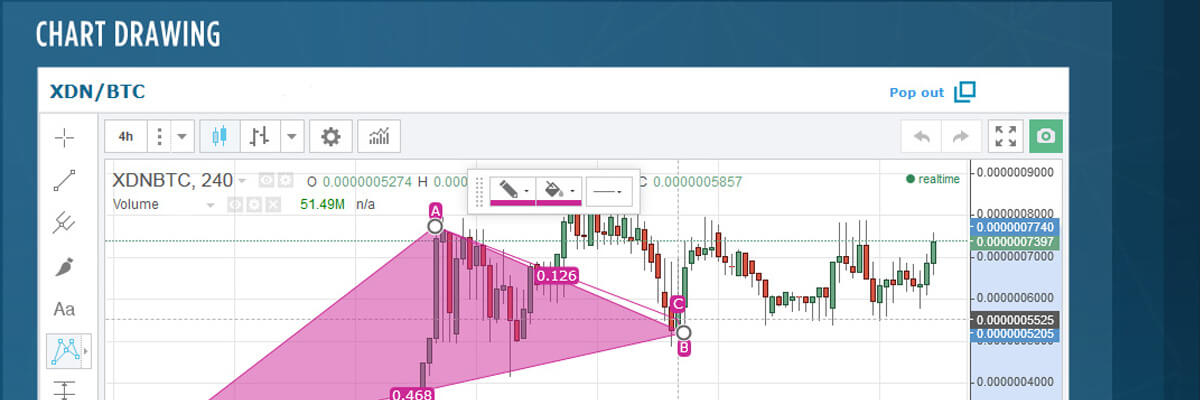 CHART DRAWING
XDN/BTC
Pop out
4h
XDNBTC, 240 O 0.0000005274 H 0.000 C 0.0000005857
realtime
Volume 51.49M n/a
A
0.126
C
B
0.468
Aa
0.0000009000
0.0000008000
0.0000007740
0.0000007397
0.0000007000
0.0000006000
0.0000005525
0.0000005205
0.0000004000